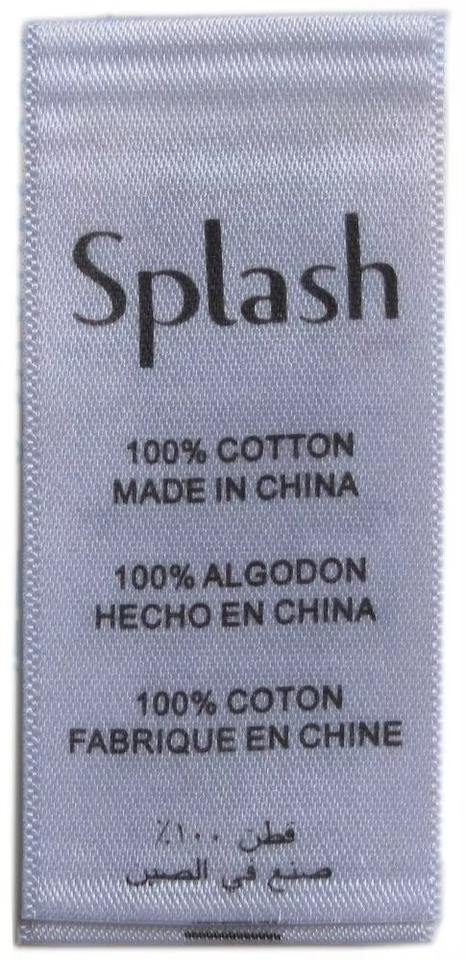 Splash
100% COTTON
MADE IN CHINA
100% ALGODON
HECHO EN CHINA
100% COTON
FABRIQUE EN CHINE
قطن ١٠٠٪
صنع في الصين